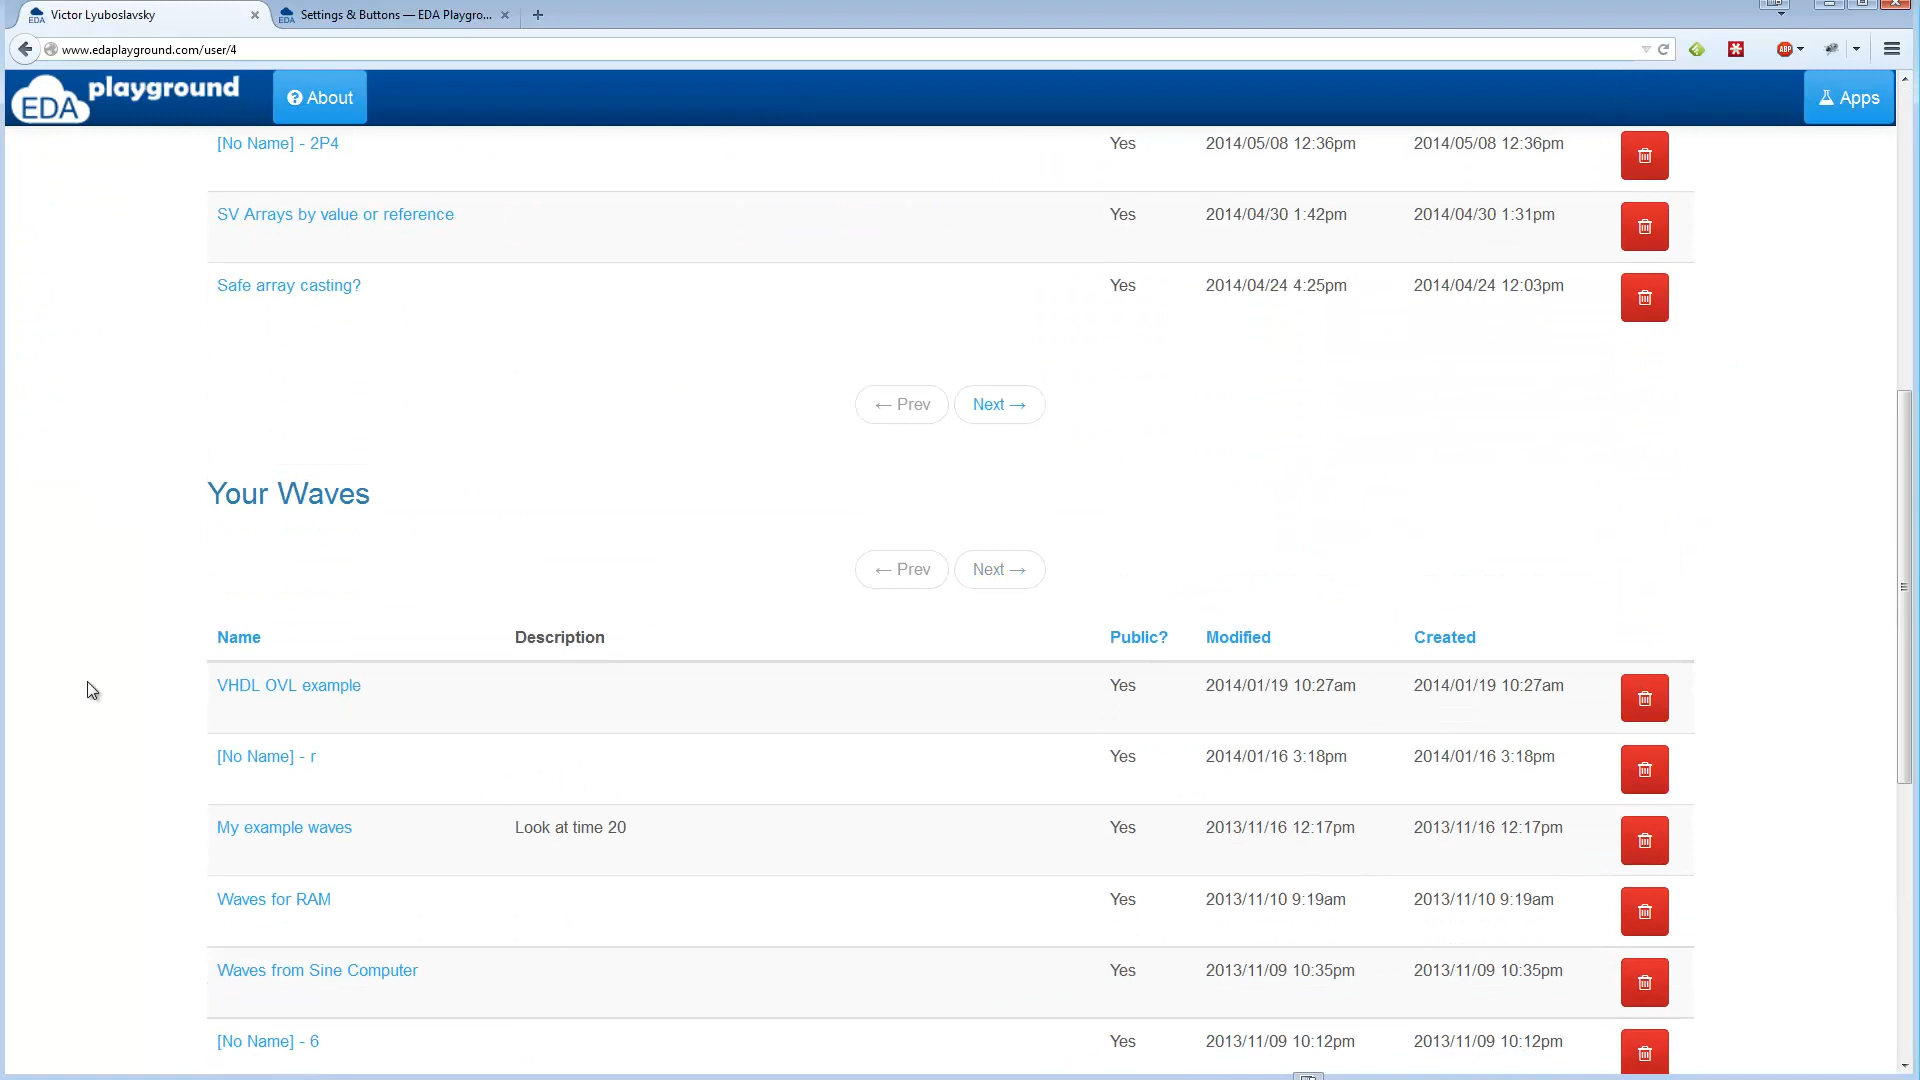 Victor Lyuboslavsky
Settings & Buttons — EDA Playgro...
www.edaplayground.com/user/4
ABP
EDA playground
About
Apps
[No Name] - 2P4 Yes 2014/05/08 12:36pm 2014/05/08 12:36pm
SV Arrays by value or reference Yes 2014/04/30 1:42pm 2014/04/30 1:31pm
Safe array casting? Yes 2014/04/24 4:25pm 2014/04/24 12:03pm
← Prev Next →
Your Waves
← Prev Next →
Name Description Public? Modified Created
VHDL OVL example Yes 2014/01/19 10:27am 2014/01/19 10:27am
[No Name] - r Yes 2014/01/16 3:18pm 2014/01/16 3:18pm
My example waves Look at time 20 Yes 2013/11/16 12:17pm 2013/11/16 12:17pm
Waves for RAM Yes 2013/11/10 9:19am 2013/11/10 9:19am
Waves from Sine Computer Yes 2013/11/09 10:35pm 2013/11/09 10:35pm
[No Name] - 6 Yes 2013/11/09 10:12pm 2013/11/09 10:12pm